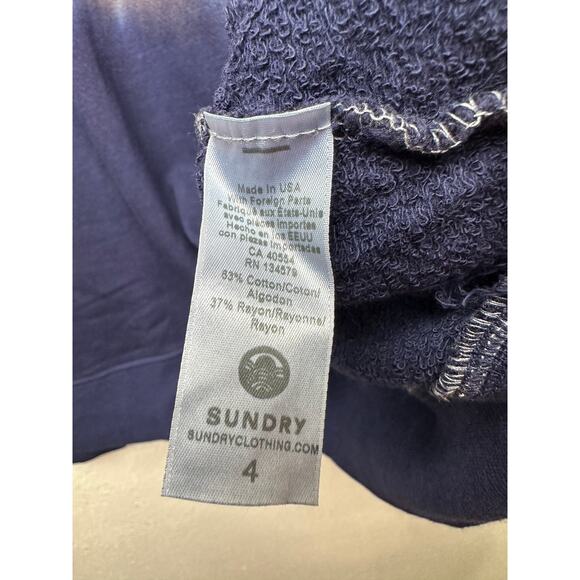 Made In USA
With Foreign Parts
Fabriqué aux États-Unis
avec pièces importes
Hecho en los EEUU
con piezas importadas
CA 40554
RN 134579
63% Cotton/Coton/
Algodon
37% Rayon/Rayonne/
Rayon
SUNDRY
SUNDRYCLOTHING.COM
4